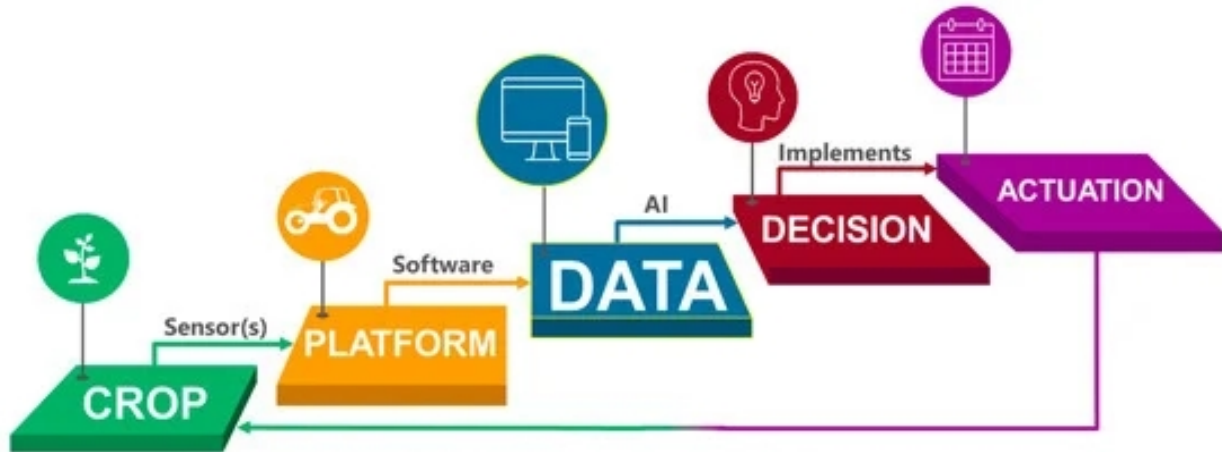 Implements
ACTUATION
AI
DECISION
Software
DATA
Sensor(s)
PLATFORM
CROP